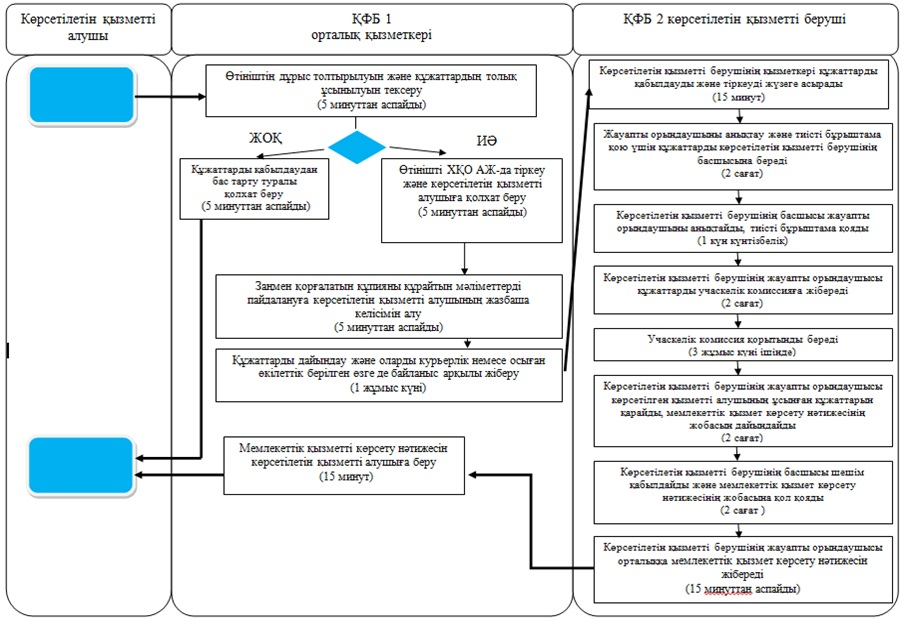 Көрсетілетін қызметті
алушы
ҚФБ 1
орталық қызметкері
ҚФБ 2 көрсетілетін қызметті беруші
Өтініштің дұрыс толтырылуын және құжаттардың толық
ұсынылуын тексеру
(5 минуттан аспайды)
ЖОҚ
ИӘ
Құжаттарды қабылдаудан
бас тарту туралы
қолхат беру
(5 минуттан аспайды)
Өтінішті ХҚО АЖ-да тіркеу
және көрсетілетін қызметті
алушыға қолхат беру
(5 минуттан аспайды)
Заңмен қорғалатын құпияны құрайтын мәліметтерді
пайдалануға көрсетілетін қызметті алушының жазбаша
келісімін алу
(5 минуттан аспайды)
Құжаттарды дайындау және оларды курьерлік немесе осыған
өкілеттік берілген өзге де байланыс арқылы жіберу
(1 жұмыс күні)
Мемлекеттік қызметті көрсету нәтижесін
көрсетілетін қызметті алушыға беру
(15 минут)
Көрсетілетін қызметті берушінің қызметкері құжаттарды
қабылдауды және тіркеуді жүзеге асырады
(15 минут)
Жауапты орындаушыны анықтау және тиісті бұрыштама
қою үшін құжаттарды көрсетілетін қызметті берушінің
басшысына береді
(2 сағат)
Көрсетілетін қызметті берушінің басшысы жауапты
орындаушыны анықтайды, тиісті бұрыштама қояды
(1 күн күнтізбелік)
Көрсетілетін қызметті берушінің жауапты орындаушысы
құжаттарды учаскелік комиссияға жібереді
(2 сағат)
Учаскелік комиссия қорытынды береді
(3 жұмыс күні ішінде)
Көрсетілетін қызметті берушінің жауапты орындаушысы
көрсетілген қызметті алушының ұсынған құжаттарын
қарайды, мемлекеттік қызмет көрсету нәтижесінің
жобасын дайындайды
(2 сағат)
Көрсетілетін қызметті берушінің басшысы шешім
қабылдайды және мемлекеттік қызмет көрсету
нәтижесінің жобасына қол қояды
(2 сағат )
Көрсетілетін қызметті берушінің жауапты орындаушысы
орталыққа мемлекеттік қызмет көрсету нәтижесін
жібереді
(15 минуттан аспайды)